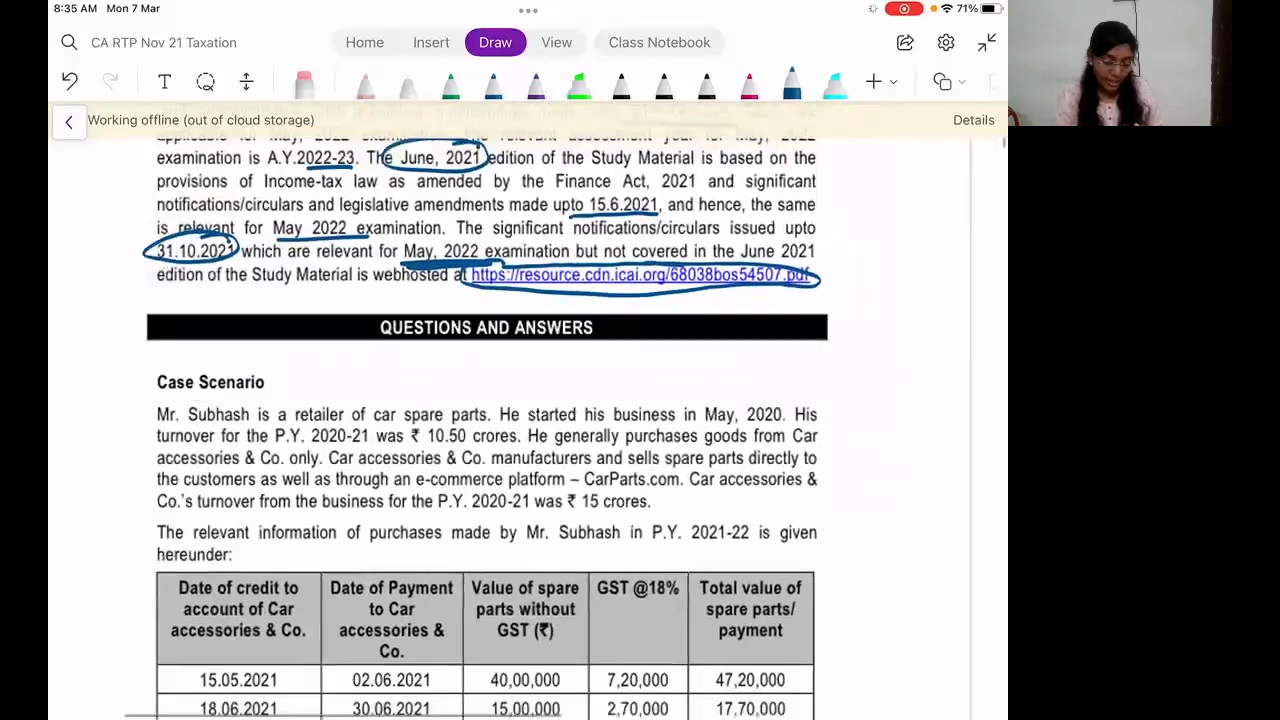 8:35 AM Mon 7 Mar
71%
CA RTP Nov 21 Taxation
Home Insert Draw View Class Notebook
T
Working offline (out of cloud storage)
Details
applicable for May, 2022 examination. The relevant assessment year for May, 2022
examination is A.Y.2022-23. The June, 2021 edition of the Study Material is based on the
provisions of Income-tax law as amended by the Finance Act, 2021 and significant
notifications/circulars and legislative amendments made upto 15.6.2021, and hence, the same
is relevant for May 2022 examination. The significant notifications/circulars issued upto
31.10.2021 which are relevant for May, 2022 examination but not covered in the June 2021
edition of the Study Material is webhosted at https://resource.cdn.icai.org/68038bos54507.pdf
QUESTIONS AND ANSWERS
Case Scenario
Mr. Subhash is a retailer of car spare parts. He started his business in May, 2020. His
turnover for the P.Y. 2020-21 was ₹ 10.50 crores. He generally purchases goods from Car
accessories & Co. only. Car accessories & Co. manufacturers and sells spare parts directly to
the customers as well as through an e-commerce platform – CarParts.com. Car accessories &
Co.'s turnover from the business for the P.Y. 2020-21 was ₹ 15 crores.
The relevant information of purchases made by Mr. Subhash in P.Y. 2021-22 is given
hereunder:
Date of credit to account of Car accessories & Co. Date of Payment to Car accessories & Co. Value of spare parts without GST (₹) GST @18% Total value of spare parts/ payment
15.05.2021 02.06.2021 40,00,000 7,20,000 47,20,000
18.06.2021 30.06.2021 15,00,000 2,70,000 17,70,000